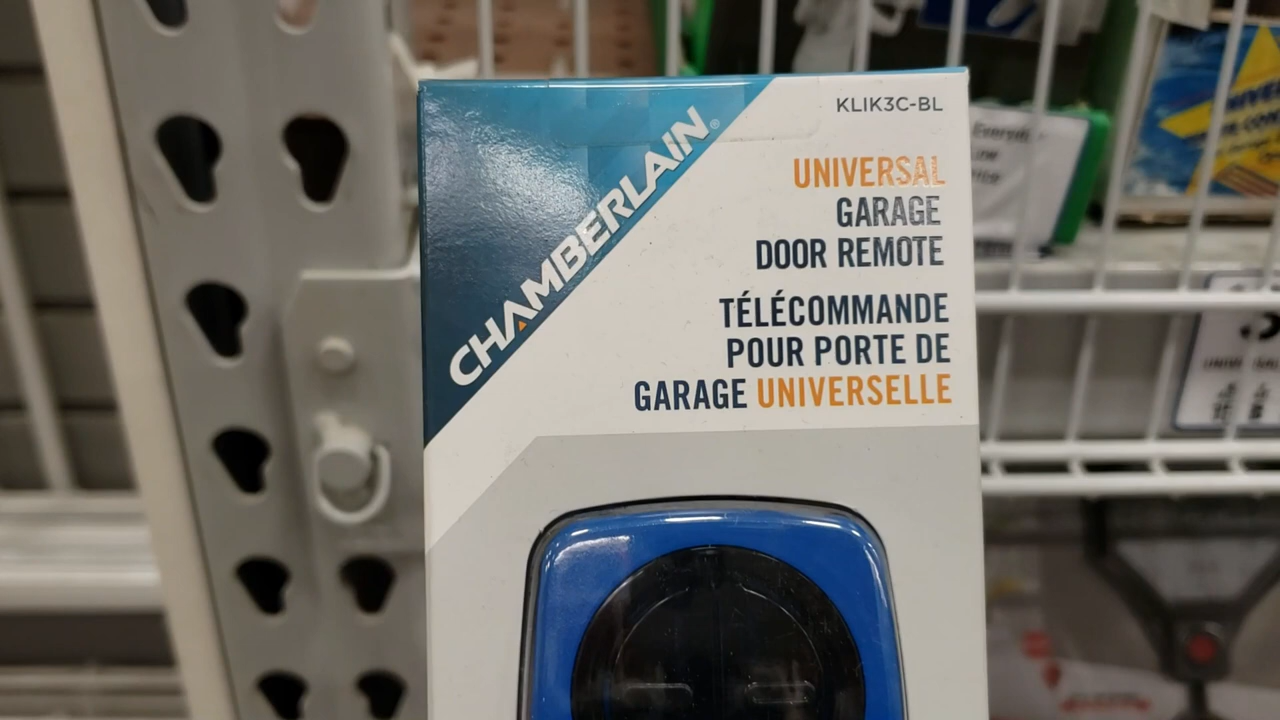 CHAMBERLAIN®
KLIK3C-BL
UNIVERSAL
GARAGE
DOOR REMOTE
TÉLÉCOMMANDE
POUR PORTE DE
GARAGE UNIVERSELLE